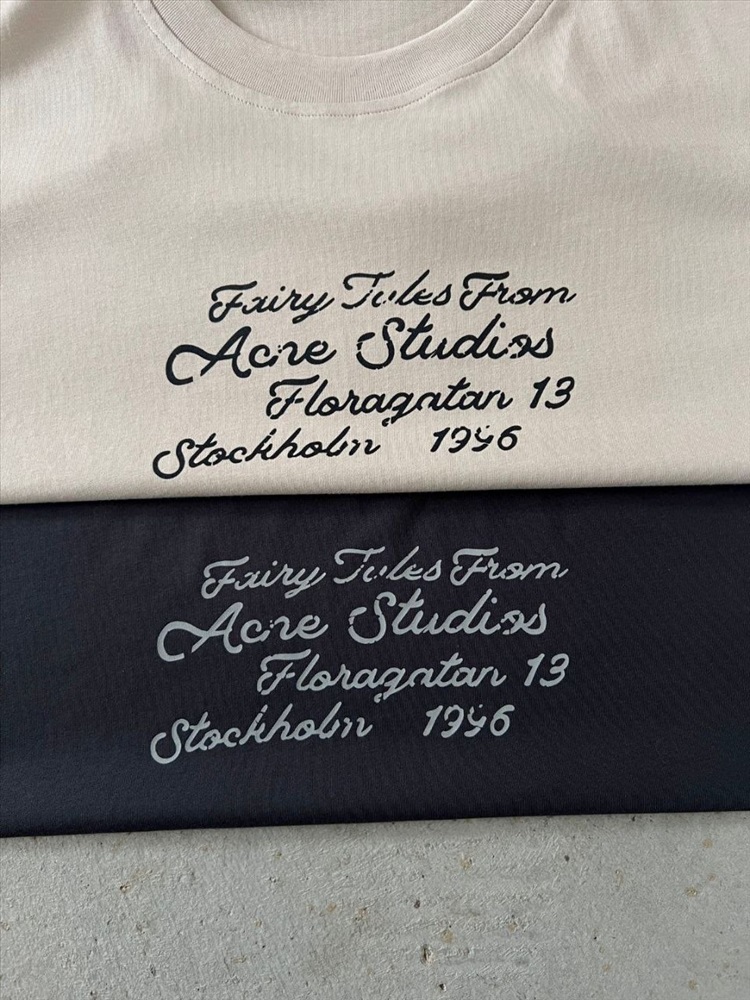 Fairy Tales From
Acne Studios
Floragatan 13
Stockholm 1996
Fairy Tales From
Acne Studios
Floragatan 13
Stockholm 1996